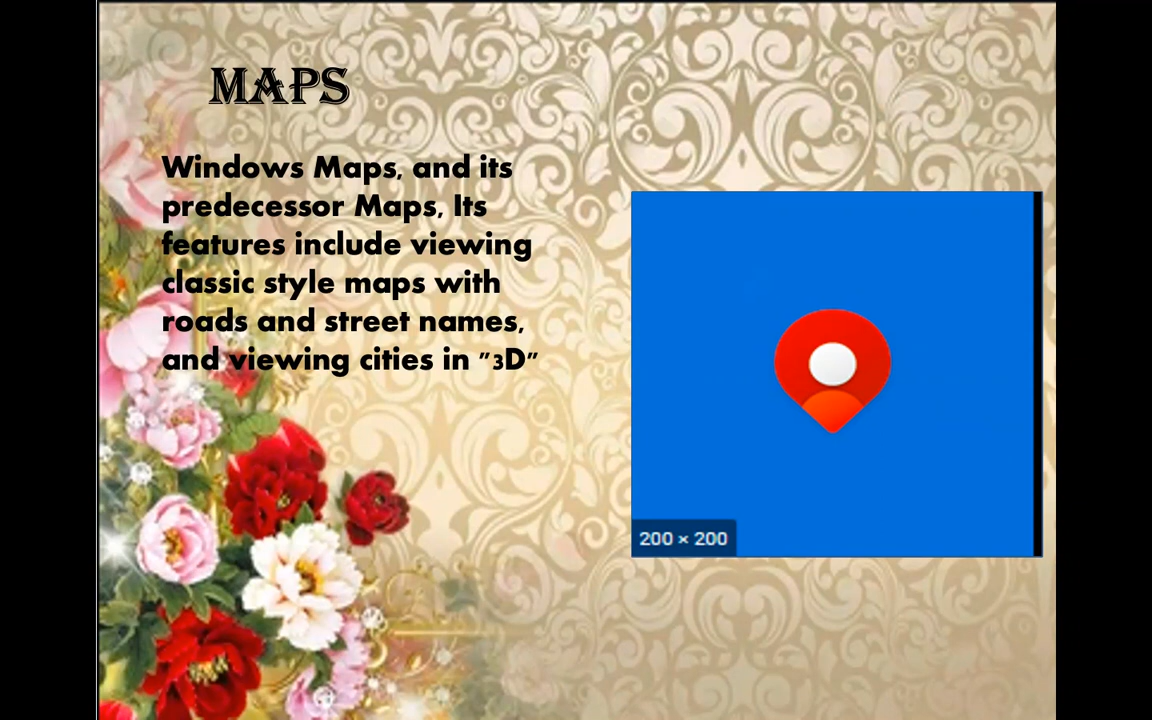 MAPS
Windows Maps, and its
predecessor Maps, Its
features include viewing
classic style maps with
roads and street names,
and viewing cities in "3D"
200 × 200